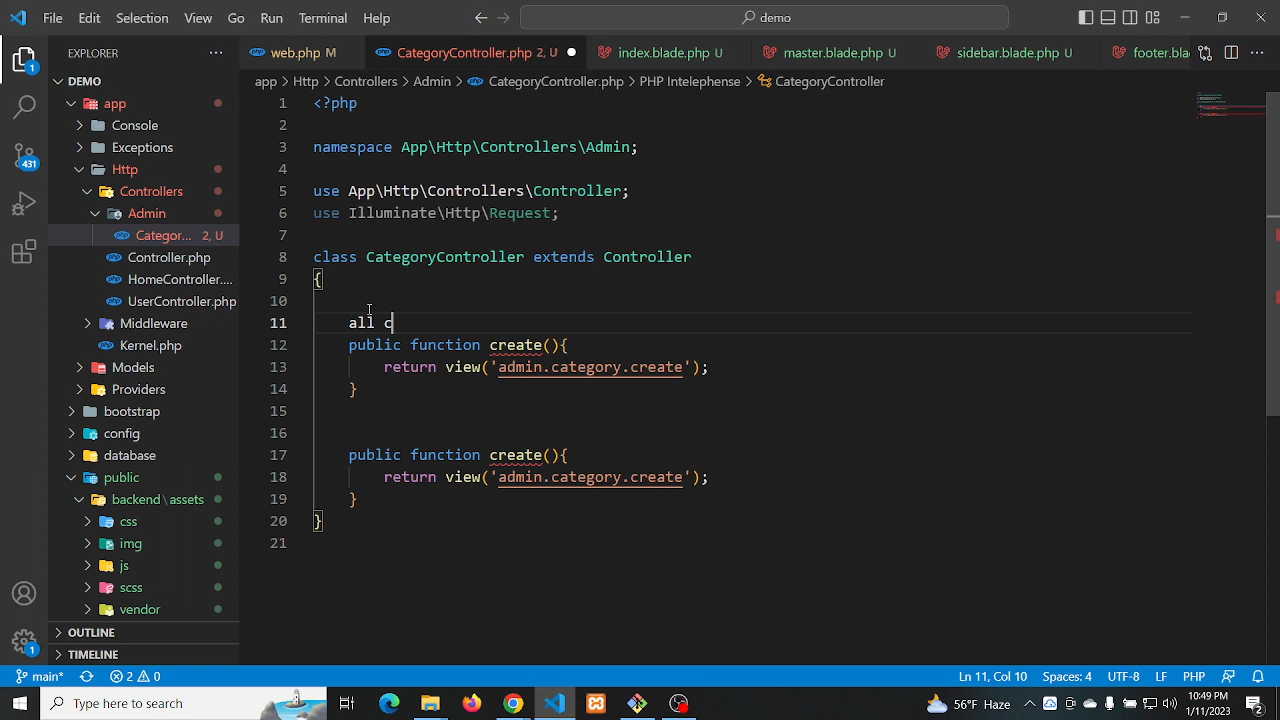 File Edit Selection View Go Run Terminal Help
demo
EXPLORER
web.php M
CategoryController.php 2, U
index.blade.php U
master.blade.php U
sidebar.blade.php U
footer.bla
app > Http > Controllers > Admin > CategoryController.php > PHP Intelephense > CategoryController
DEMO
app
Console
Exceptions
Http
Controllers
Admin
Categor... 2, U
Controller.php
HomeController....
UserController.php
Middleware
Kernel.php
Models
Providers
bootstrap
config
database
public
backend\assets
css
img
js
scss
vendor
OUTLINE
TIMELINE
1
431
1
1 <?php
2
3 namespace App\Http\Controllers\Admin;
4
5 use App\Http\Controllers\Controller;
6 use Illuminate\Http\Request;
7
8 class CategoryController extends Controller
9 {
10
11 all c
12 public function create(){
13 return view('admin.category.create');
14 }
15
16
17 public function create(){
18 return view('admin.category.create');
19 }
20 }
21
main* 2 0
Ln 11, Col 10 Spaces: 4 UTF-8 LF PHP
Type here to search
56°F Haze
10:49 PM
1/11/2023
2